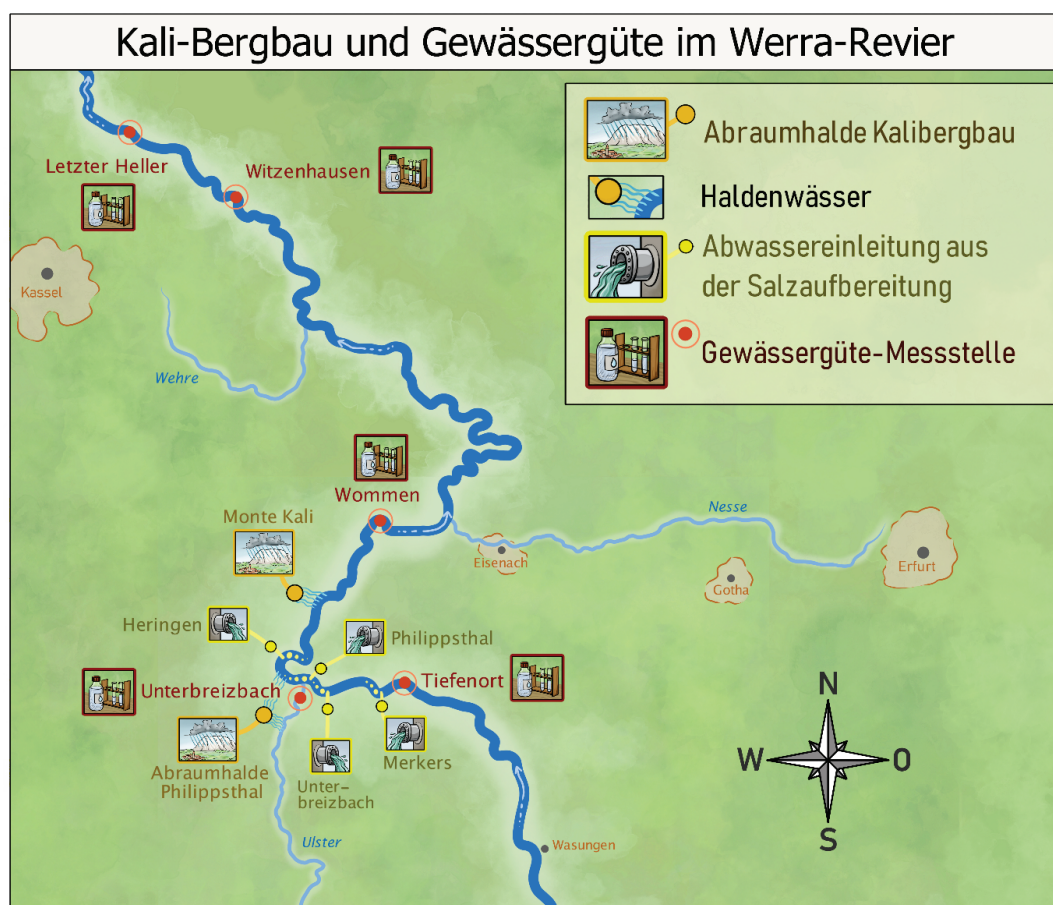 Kali-Bergbau und Gewässergüte im Werra-Revier
Abraumhalde Kalibergbau
Haldenwässer
Abwassereinleitung aus
der Salzaufbereitung
Gewässergüte-Messstelle
Letzter Heller
Witzenhausen
Kassel
Wehre
Wommen
Monte Kali
Nesse
Eisenach
Gotha
Erfurt
Heringen
Philippsthal
Unterbreizbach
Tiefenort
Abraumhalde
Philippsthal
Unter-
breizbach
Merkers
Ulster
Wasungen
N
W
O
S